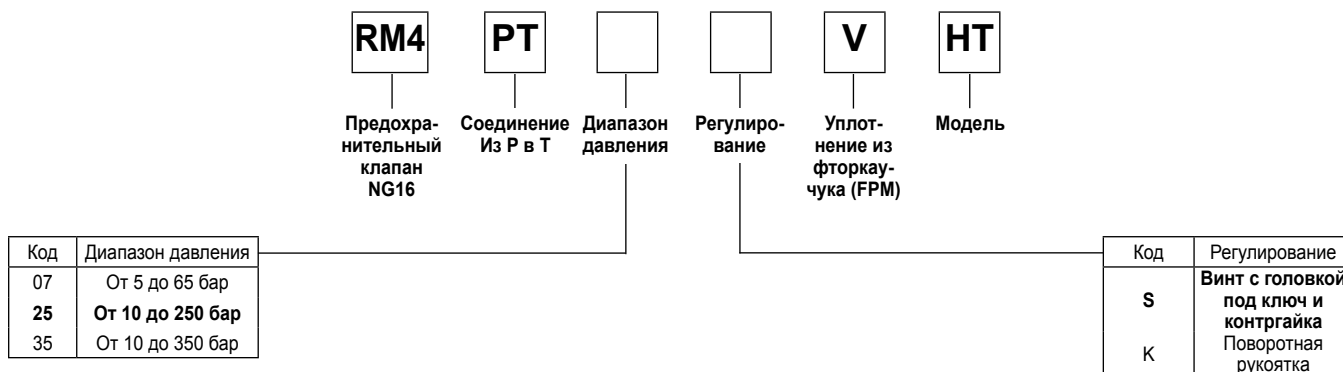 RM4 PT V HT
Предохра-
нительный
клапан
NG16
Соединение
Из P в T
Диапазон
давления
Регулиро-
вание
Уплот-
нение из
фторкау-
чука (FPM)
Модель
Код Диапазон давления
07 От 5 до 65 бар
25 От 10 до 250 бар
35 От 10 до 350 бар
Код Регулирование
S Винт с головкой
под ключ и
контргайка
K Поворотная
рукоятка